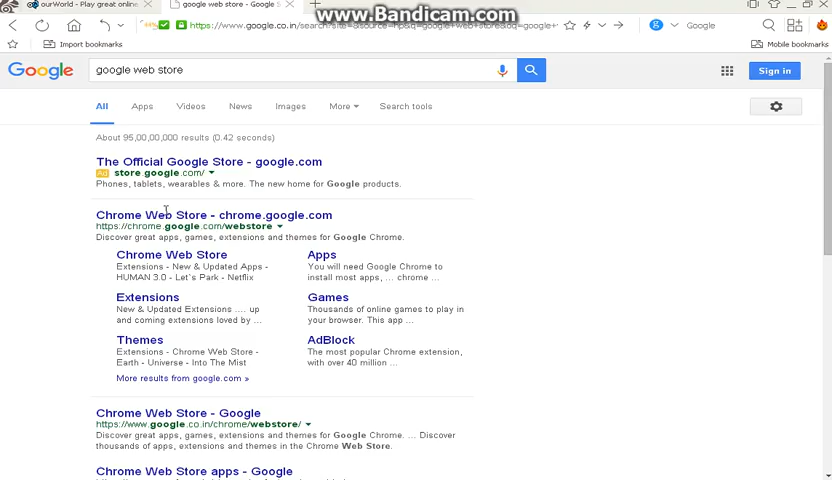 www.Bandicam.com
ourWorld - Play great online
google web store - Google S
Google
Import bookmarks
Mobile bookmarks
Google
google web store
Sign in
All Apps Videos News Images More Search tools
About 95,00,00,000 results (0.42 seconds)
The Official Google Store - google.com
Ad store.google.com/
Phones, tablets, wearables & more. The new home for Google products.
Chrome Web Store - chrome.google.com
https://chrome.google.com/webstore
Discover great apps, games, extensions and themes for Google Chrome.
Chrome Web Store
Extensions - New & Updated Apps -
HUMAN 3.0 - Let's Park - Netflix
Apps
You will need Google Chrome to
install most apps, ... chrome ...
Extensions
New & Updated Extensions .... up
and coming extensions loved by ...
Games
Thousands of online games to play in
your browser. This app ...
Themes
Extensions - Chrome Web Store -
Earth - Universe - Into The Mist
AdBlock
The most popular Chrome extension,
with over 40 million ...
More results from google.com »
Chrome Web Store - Google
https://www.google.co.in/chrome/webstore/
Discover great apps, games, extensions and themes for Google Chrome. ... Discover
thousands of apps, extensions and themes in the Chrome Web Store.
Chrome Web Store apps - Google